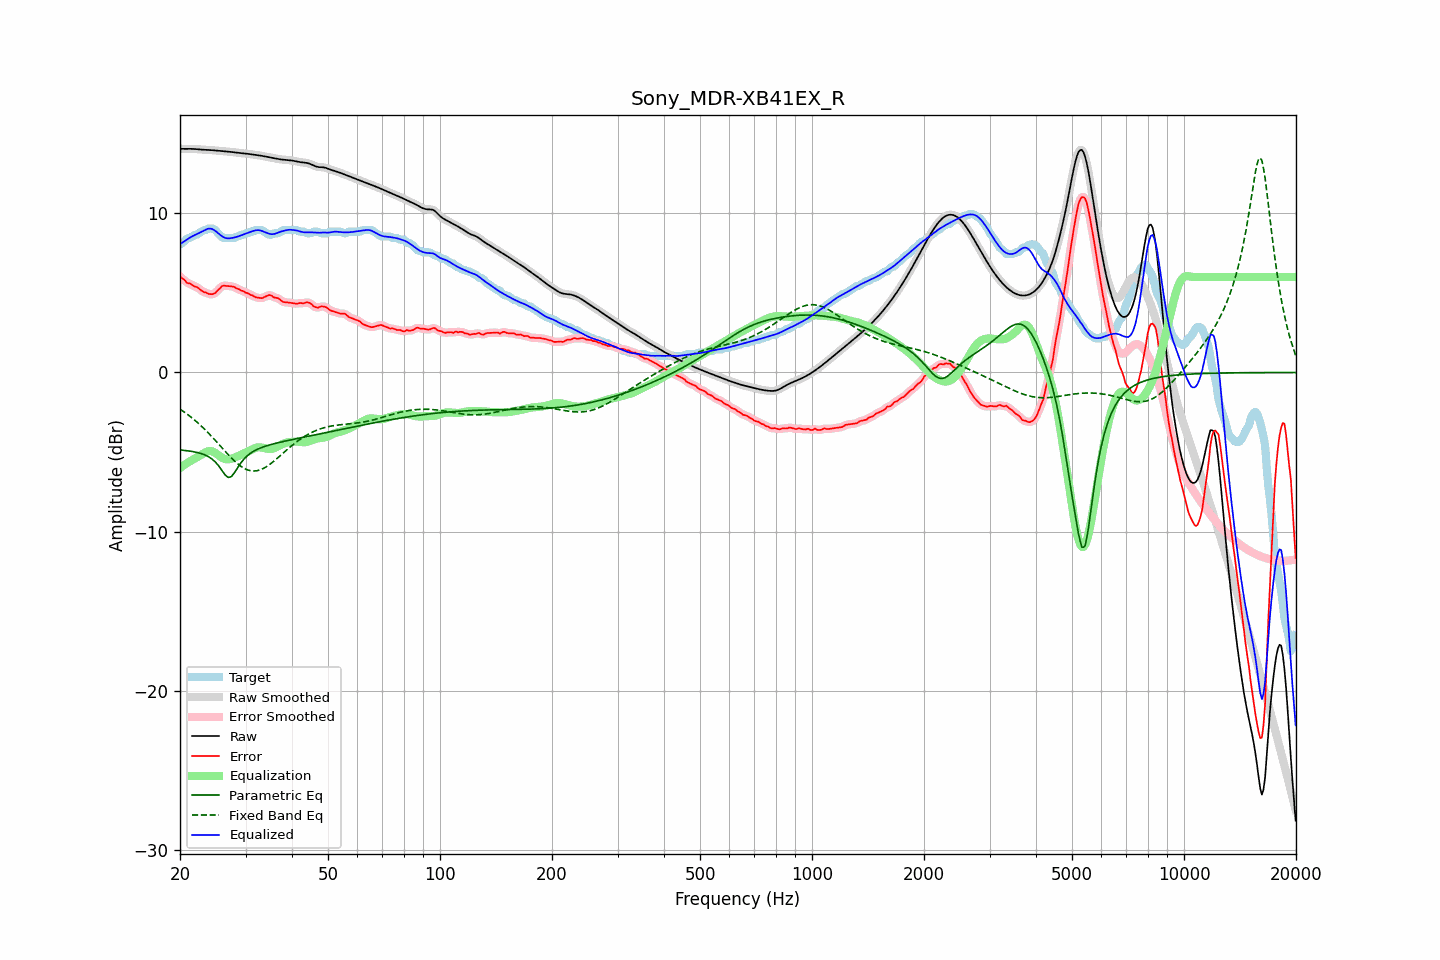 Sony_MDR-XB41EX_R
10
0
−10
−20
−30
Amplitude (dBr)
Target
Raw Smoothed
Error Smoothed
Raw
Error
Equalization
Parametric Eq
Fixed Band Eq
Equalized
20 50 100 200 500 1000 2000 5000 10000 20000
Frequency (Hz)